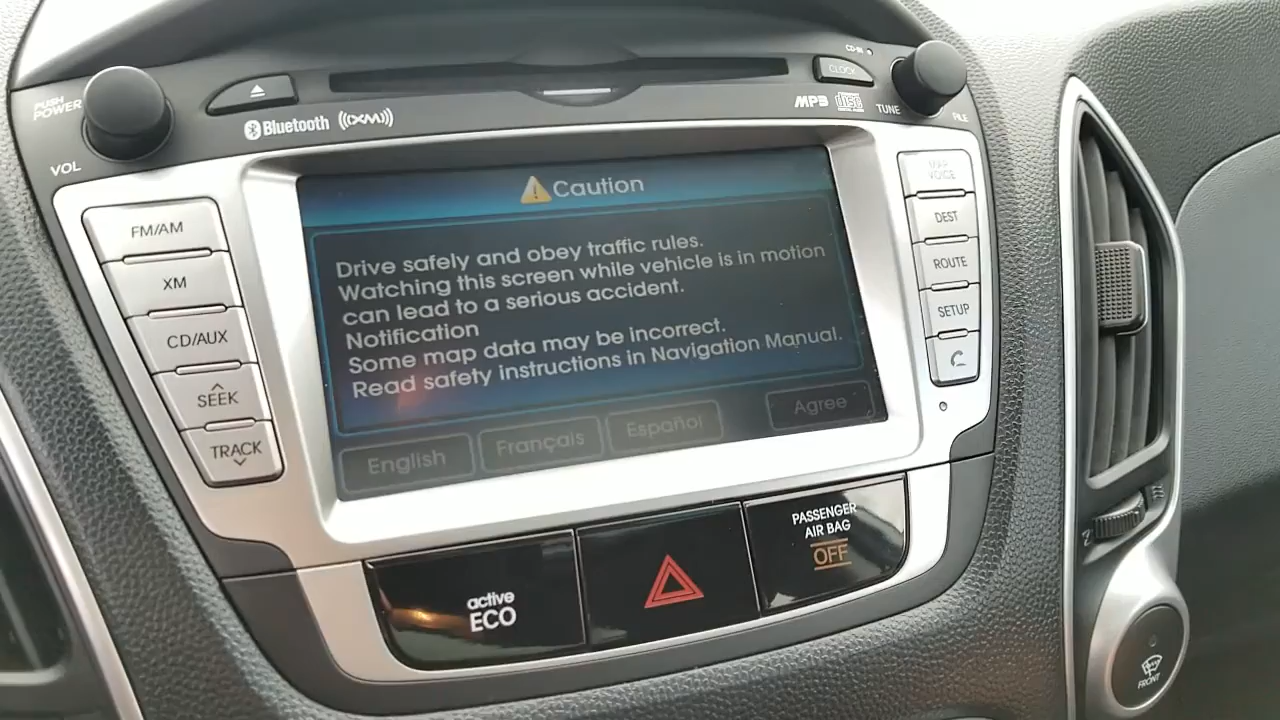 PUSH
POWER
VOL
Bluetooth
((XM))
CD-IN
CLOCK
MP3
disc
TUNE
FILE
FM/AM
XM
CD/AUX
SEEK
TRACK
Caution
Drive safely and obey traffic rules.
Watching this screen while vehicle is in motion
can lead to a serious accident.
Notification
Some map data may be incorrect.
Read safety instructions in Navigation Manual.
English
Français
Español
Agree
MAP
VOICE
DEST
ROUTE
SETUP
active
ECO
PASSENGER
AIR BAG
OFF
FRONT